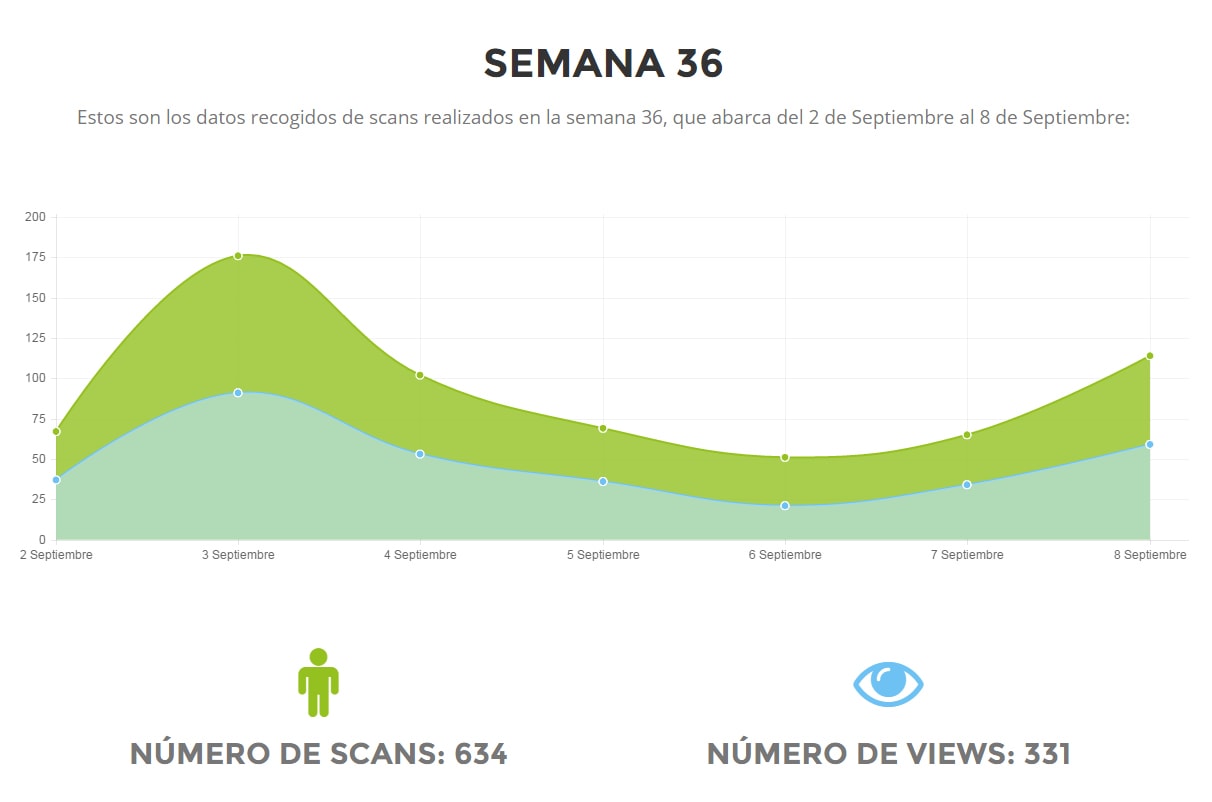 SEMANA 36
Estos son los datos recogidos de scans realizados en la semana 36, que abarca del 2 de Septiembre al 8 de Septiembre:
200
175
150
125
100
75
50
25
0
2 Septiembre 3 Septiembre 4 Septiembre 5 Septiembre 6 Septiembre 7 Septiembre 8 Septiembre
NÚMERO DE SCANS: 634
NÚMERO DE VIEWS: 331